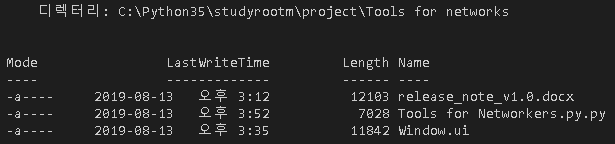 디렉터리: C:\Python35\studyrootm\project\Tools for networks
Mode LastWriteTime Length Name
---- ------------- ------ ----
-a---- 2019-08-13 오후 3:12 12103 release_note_v1.0.docx
-a---- 2019-08-13 오후 3:52 7028 Tools for Networkers.py.py
-a---- 2019-08-13 오후 3:35 11842 Window.ui